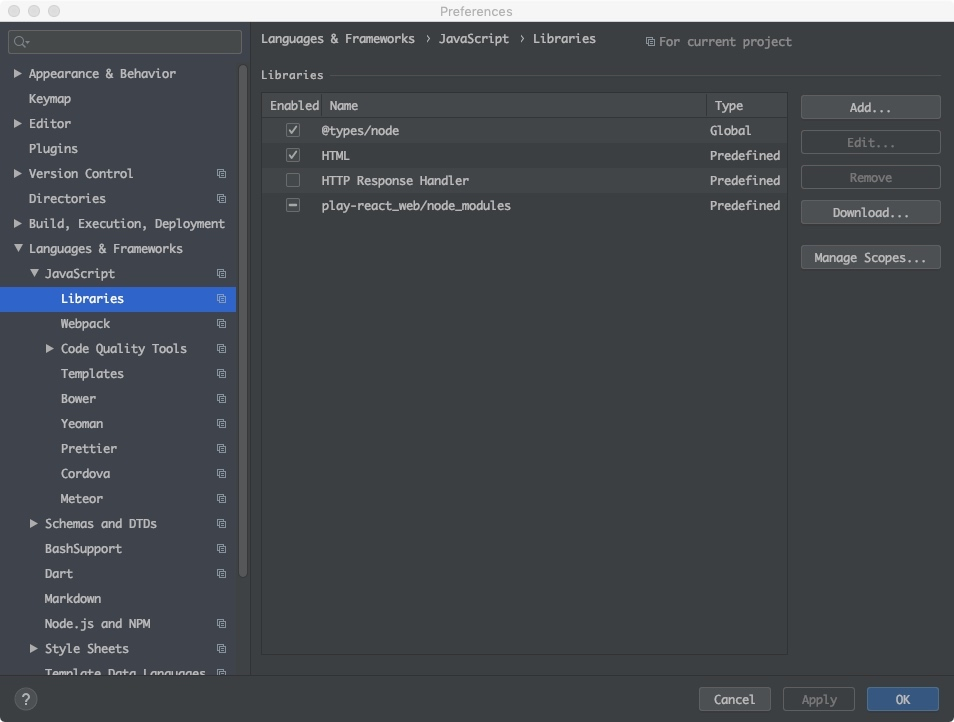 Preferences
Languages & Frameworks › JavaScript › Libraries
For current project
Appearance & Behavior
Keymap
Editor
Plugins
Version Control
Directories
Build, Execution, Deployment
Languages & Frameworks
JavaScript
Libraries
Webpack
Code Quality Tools
Templates
Bower
Yeoman
Prettier
Cordova
Meteor
Schemas and DTDs
BashSupport
Dart
Markdown
Node.js and NPM
Style Sheets
Template Data Languages
Libraries
Enabled Name Type
@types/node Global
HTML Predefined
HTTP Response Handler Predefined
play-react_web/node_modules Predefined
Add...
Edit...
Remove
Download...
Manage Scopes...
?
Cancel
Apply
OK